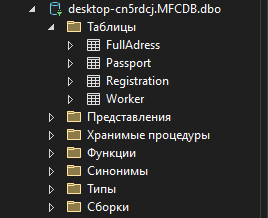 desktop-cn5rdcj.MFCDB.dbo
Таблицы
FullAdress
Passport
Registration
Worker
Представления
Хранимые процедуры
Функции
Синонимы
Типы
Сборки